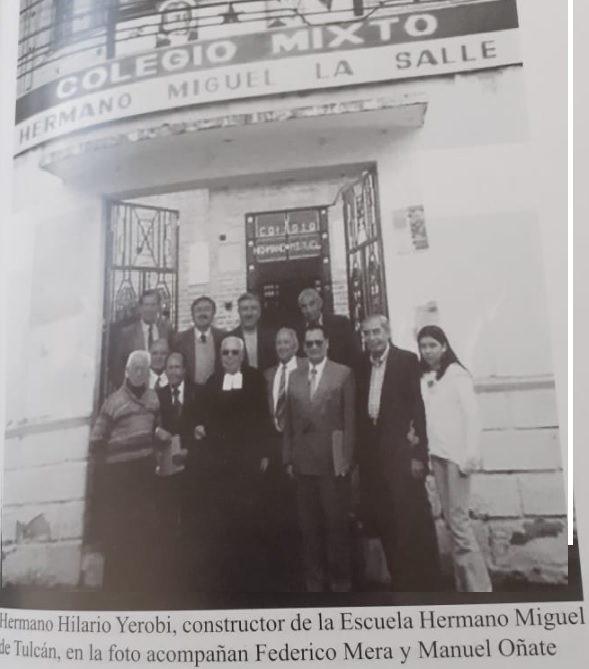 COLEGIO MIXTO
HERMANO MIGUEL LA SALLE
COLEGIO
HERMANO MIGUEL
Hermano Hilario Yerobi, constructor de la Escuela Hermano Miguel
de Tulcán, en la foto acompañan Federico Mera y Manuel Oñate